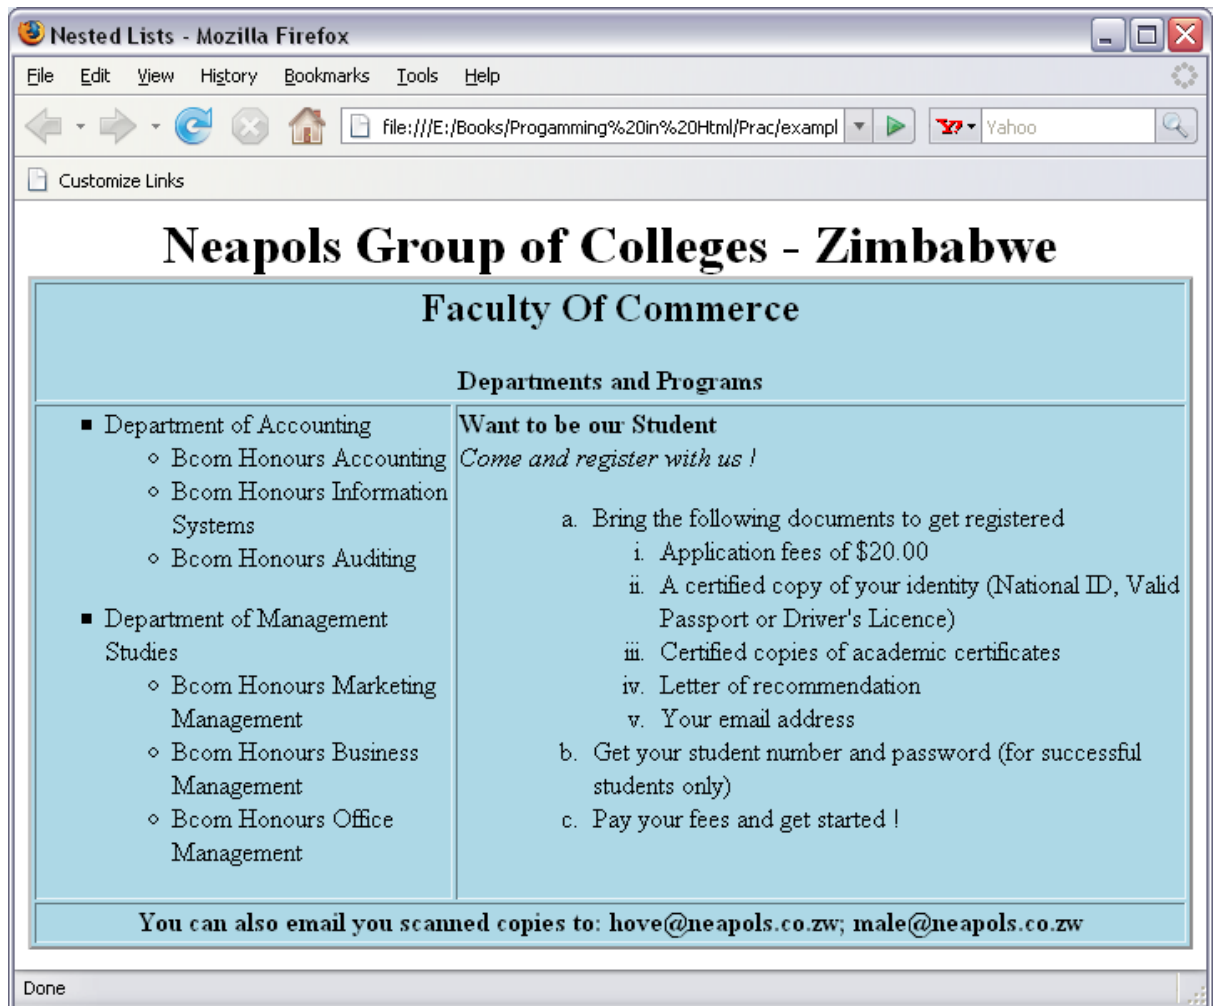 Nested Lists - Mozilla Firefox
File Edit View History Bookmarks Tools Help
file:///E:/Books/Progamming%20in%20Html/Prac/exampl
Yahoo
Customize Links
Neapols Group of Colleges - Zimbabwe
Faculty Of Commerce
Departments and Programs
Department of Accounting
Bcom Honours Accounting
Bcom Honours Information
Systems
Bcom Honours Auditing
Department of Management
Studies
Bcom Honours Marketing
Management
Bcom Honours Business
Management
Bcom Honours Office
Management
Want to be our Student
Come and register with us !
a. Bring the following documents to get registered
i. Application fees of $20.00
ii. A certified copy of your identity (National ID, Valid
Passport or Driver's Licence)
iii. Certified copies of academic certificates
iv. Letter of recommendation
v. Your email address
b. Get your student number and password (for successful
students only)
c. Pay your fees and get started !
You can also email you scanned copies to: hove@neapols.co.zw; male@neapols.co.zw
Done